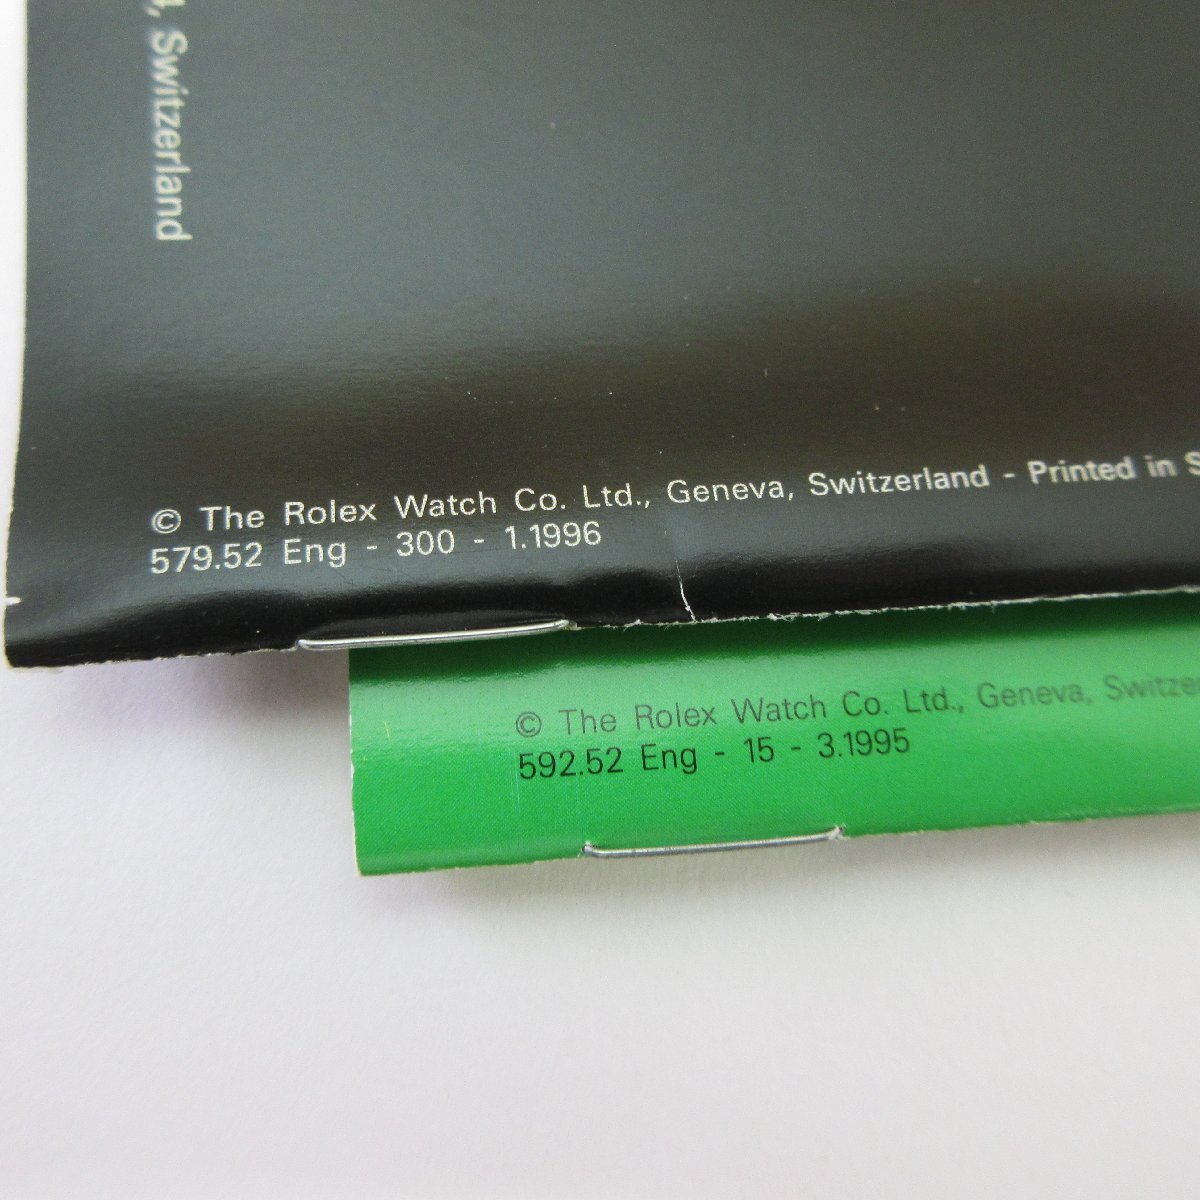 , Switzerland
© The Rolex Watch Co. Ltd., Geneva, Switzerland - Printed in
579.52 Eng - 300 - 1.1996
© The Rolex Watch Co. Ltd., Geneva, Switze
592.52 Eng - 15 - 3.1995